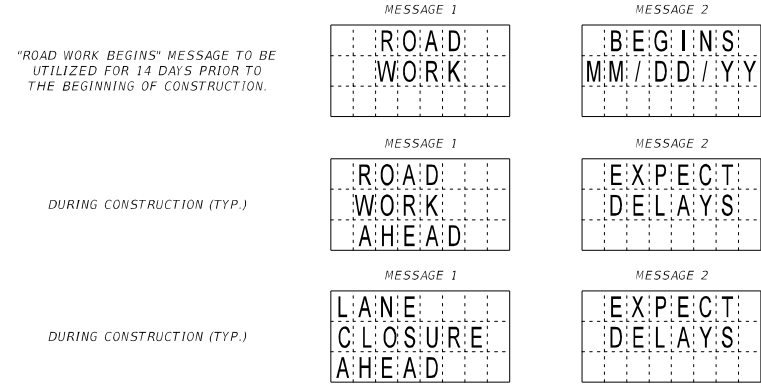 MESSAGE 1
MESSAGE 2
"ROAD WORK BEGINS" MESSAGE TO BE
UTILIZED FOR 14 DAYS PRIOR TO
THE BEGINNING OF CONSTRUCTION.
ROAD
WORK
BEGINS
MM/DD/YY
MESSAGE 1
MESSAGE 2
DURING CONSTRUCTION (TYP.)
ROAD
WORK
AHEAD
EXPECT
DELAYS
MESSAGE 1
MESSAGE 2
DURING CONSTRUCTION (TYP.)
LANE
CLOSURE
AHEAD
EXPECT
DELAYS